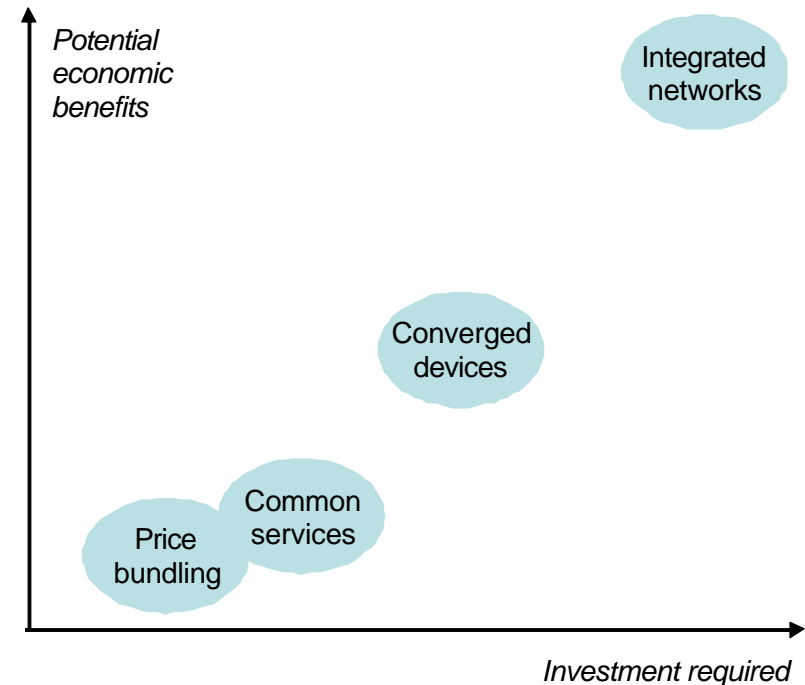 Potential
economic
benefits
Integrated
networks
Converged
devices
Common
services
Price
bundling
Investment required